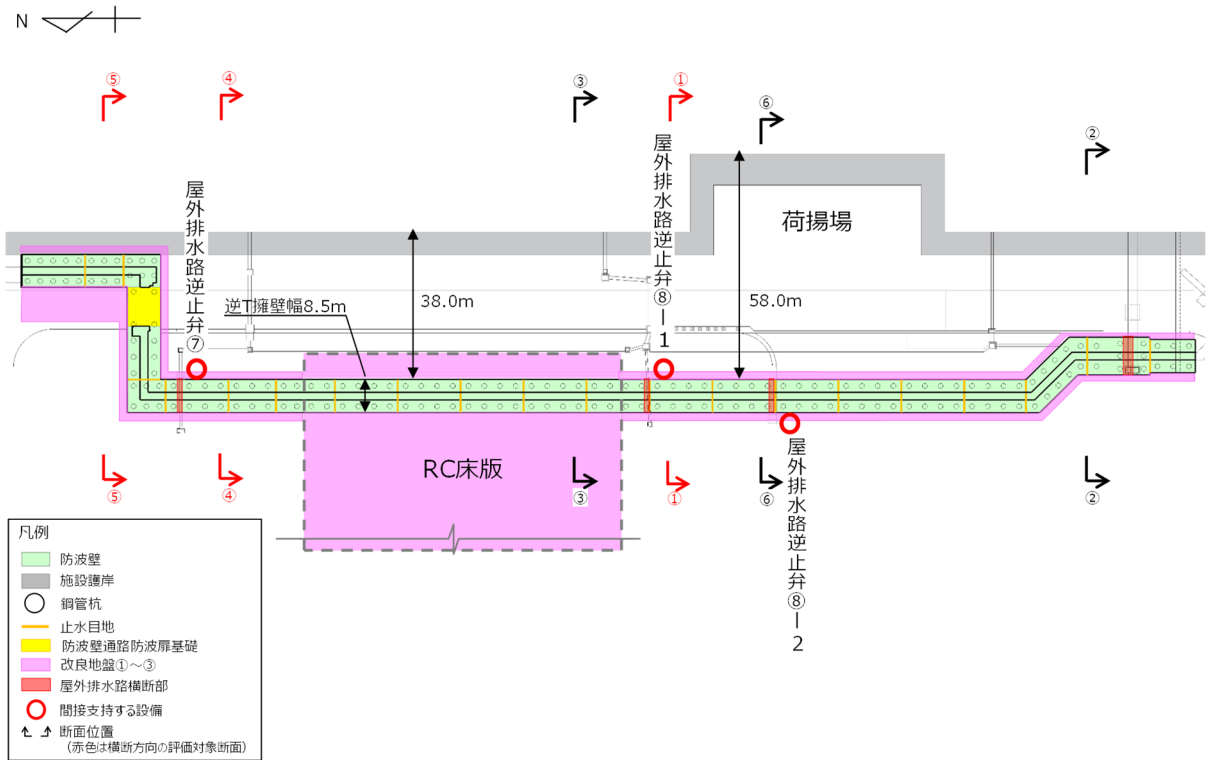 N
⑤
④
③
①
⑥
②
屋外排水路逆止弁⑦
屋外排水路逆止弁⑧ー1
荷揚場
逆T擁壁幅8.5m
38.0m
58.0m
RC床版
⑤
④
③
①
⑥
②
屋外排水路逆止弁⑧ー2
凡例
防波壁
施設護岸
鋼管杭
止水目地
防波壁通路防波扉基礎
改良地盤①～③
屋外排水路横断部
間接支持する設備
断面位置
（赤色は横断方向の評価対象断面）